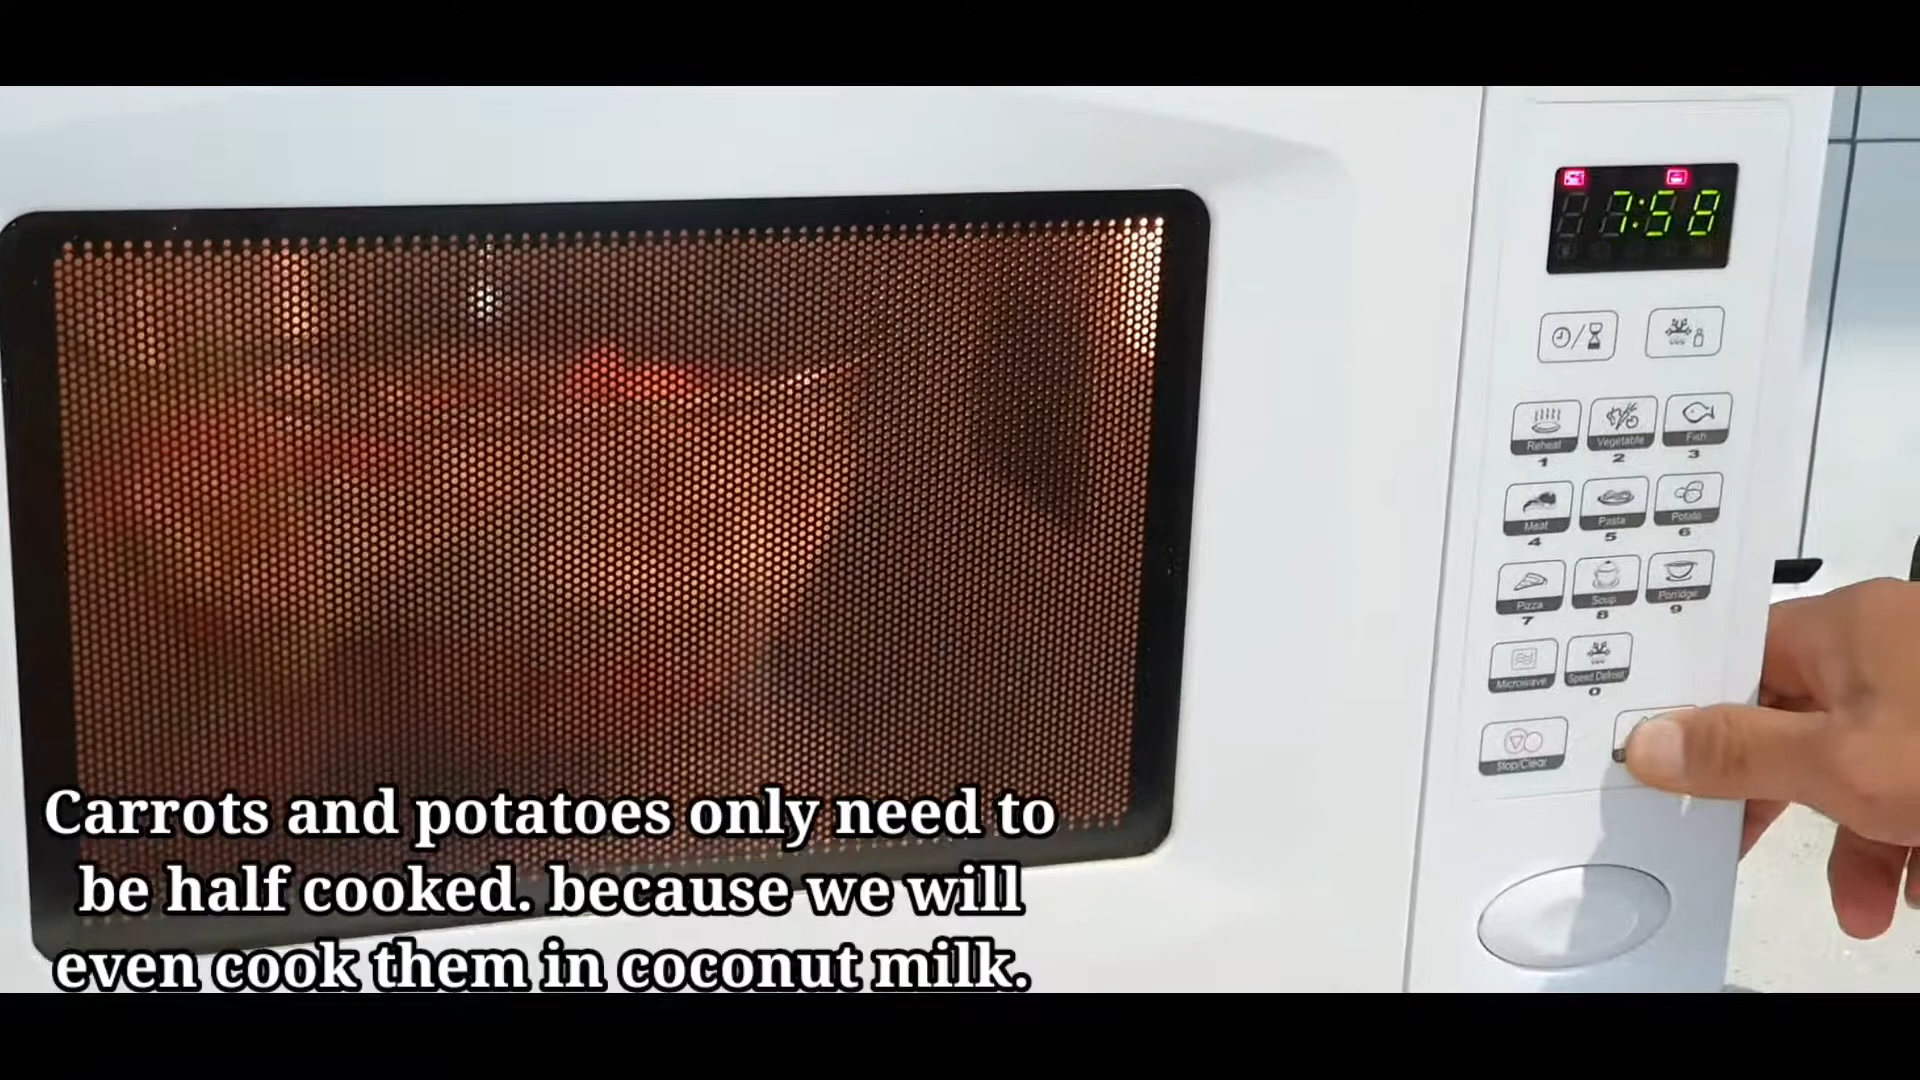 7:58
Reheat
Vegetable
Fish
1
2
3
Meat
Pasta
Potato
4
5
6
Pizza
Soup
Porridge
7
8
9
Microwave
Speed Defrost
0
Stop/Clear
Carrots and potatoes only need to
be half cooked. because we will
even cook them in coconut milk.